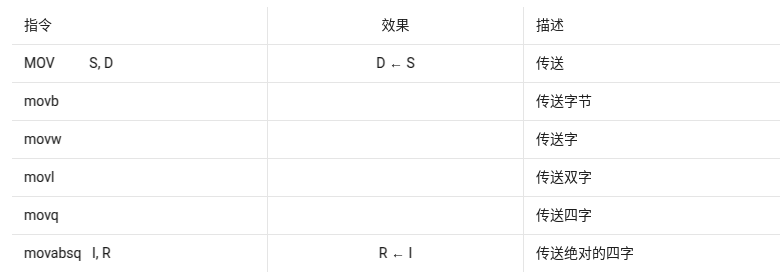 指令 效果 描述
MOV S, D D ← S 传送
movb 传送字节
movw 传送字
movl 传送双字
movq 传送四字
movabsq I, R R ← I 传送绝对的四字